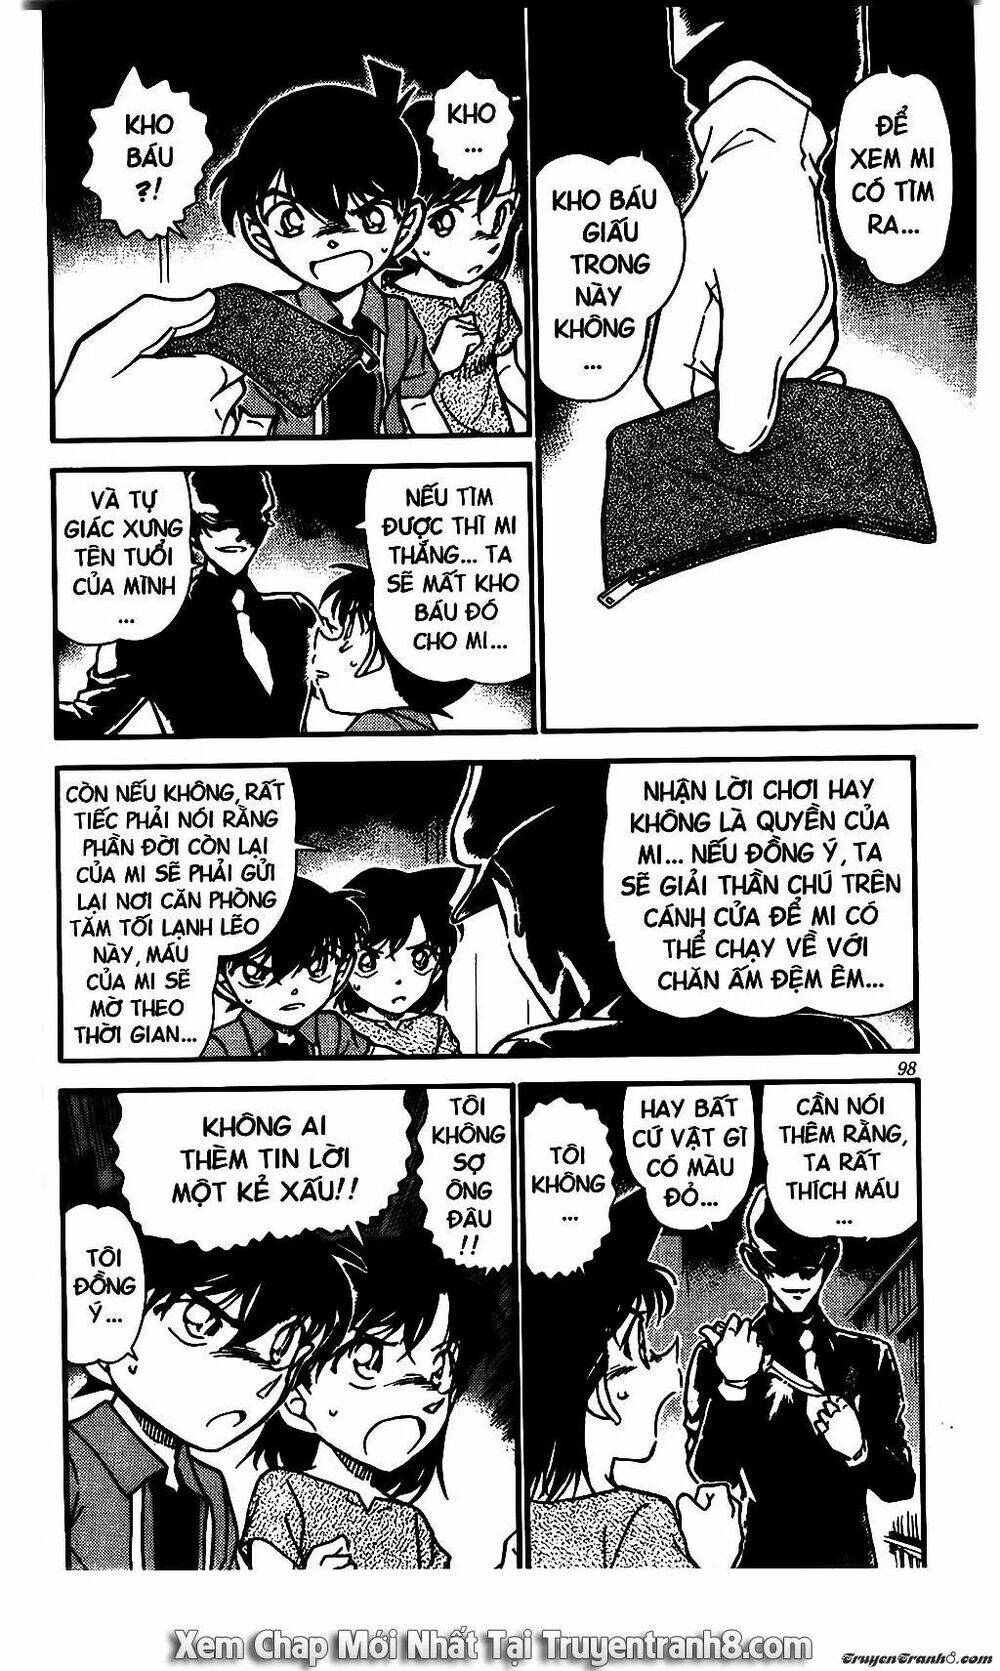 ĐỂ
XEM MI
CÓ TÌM
RA...
KHO BÁU
GIẤU
TRONG
NÀY
KHÔNG
...
KHO
...
KHO
BÁU
?!
NẾU TÌM
ĐƯỢC THÌ MI
THẮNG... TA
SẼ MẤT KHO
BÁU ĐÓ
CHO MI...
VÀ TỰ
GIÁC XƯNG
TÊN TUỔI
CỦA MÌNH
...
NHẬN LỜI CHƠI HAY
KHÔNG LÀ QUYỀN CỦA
MI... NẾU ĐỒNG Ý, TA
SẼ GIẢI THẦN CHÚ TRÊN
CÁNH CỬA ĐỂ MI CÓ
THỂ CHẠY VỀ VỚI
CHĂN ẤM ĐỆM ÊM...
CÒN NẾU KHÔNG, RẤT
TIẾC PHẢI NÓI RẰNG
PHẦN ĐỜI CÒN LẠI
CỦA MI SẼ PHẢI GỬI
LẠI NƠI CĂN PHÒNG
TĂM TỐI LẠNH LẼO
NÀY, MÁU
CỦA MI SẼ
MỜ THEO
THỜI GIAN...
98
CẦN NÓI
THÊM RẰNG,
TA RẤT
THÍCH MÁU
...
HAY BẤT
CỨ VẬT GÌ
CÓ MÀU
ĐỎ...
TÔI
KHÔNG
...
TÔI
KHÔNG
SỢ
ÔNG
ĐÂU
!!
KHÔNG AI
THÈM TIN LỜI
MỘT KẺ XẤU!!
TÔI
ĐỒNG
Ý...
Xem Chap Mới Nhất Tại Truyentranh8.com
TruyenTranh8.com